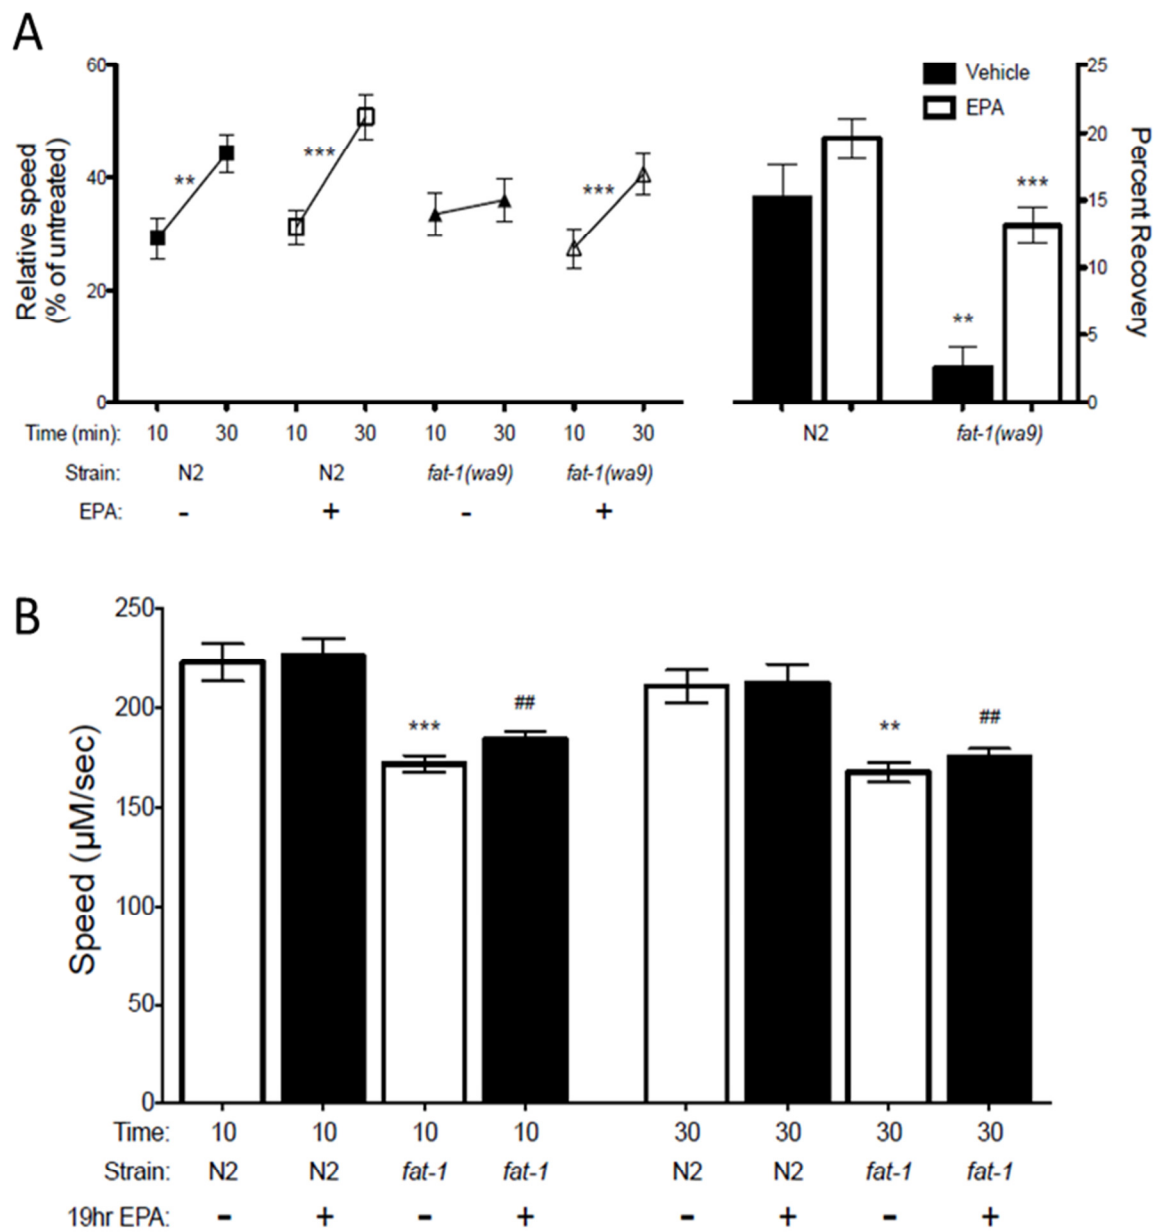 A
60
40
20
0
Relative speed
(% of untreated)
**
***
***
Time (min): 10 30 10 30 10 30 10 30
Strain: N2 N2 fat-1(wa9) fat-1(wa9)
EPA: - + - +
Vehicle
EPA
25
20
15
10
5
0
Percent Recovery
**
***
N2 fat-1(wa9)
B
250
200
150
100
50
0
Speed (µM/sec)
*** ## ** ##
Time: 10 10 10 10 30 30 30 30
Strain: N2 N2 fat-1 fat-1 N2 N2 fat-1 fat-1
19hr EPA: - + - + - + - +